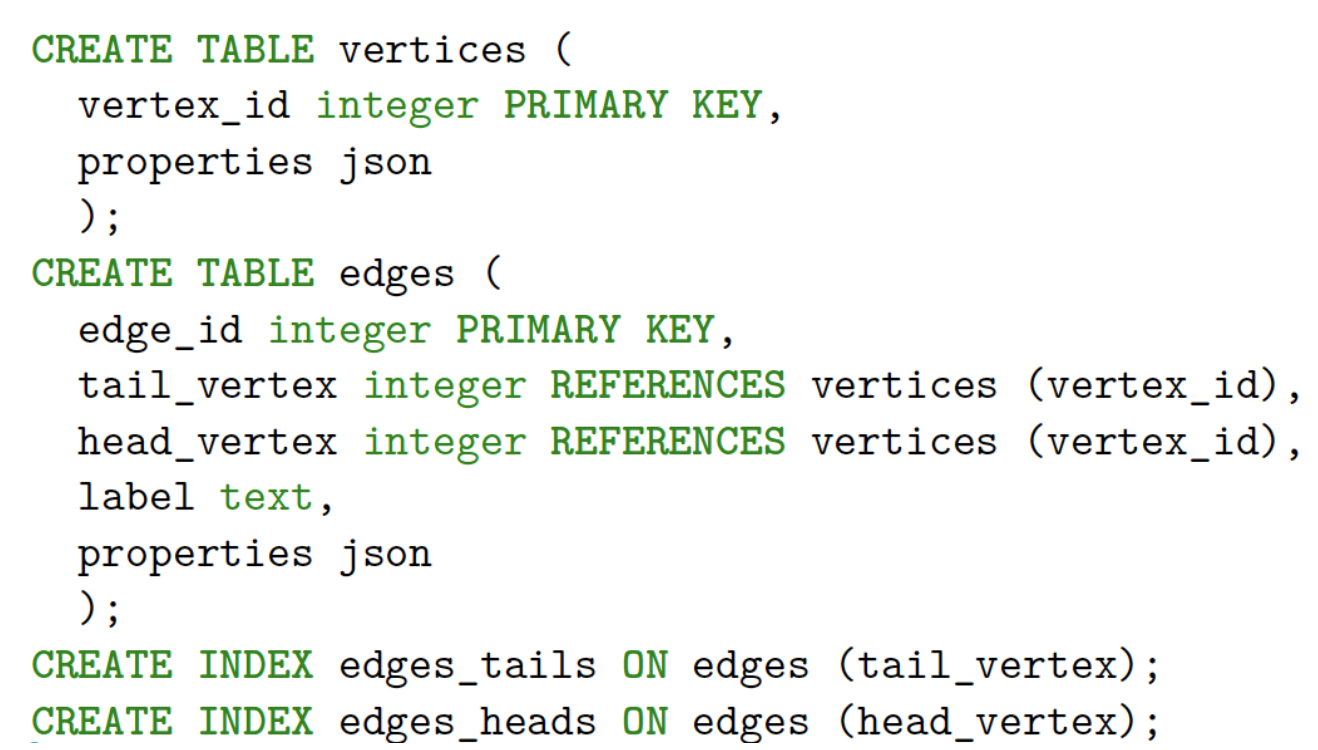 CREATE TABLE vertices (
vertex_id integer PRIMARY KEY,
properties json
);
CREATE TABLE edges (
edge_id integer PRIMARY KEY,
tail_vertex integer REFERENCES vertices (vertex_id),
head_vertex integer REFERENCES vertices (vertex_id),
label text,
properties json
);
CREATE INDEX edges_tails ON edges (tail_vertex);
CREATE INDEX edges_heads ON edges (head_vertex);